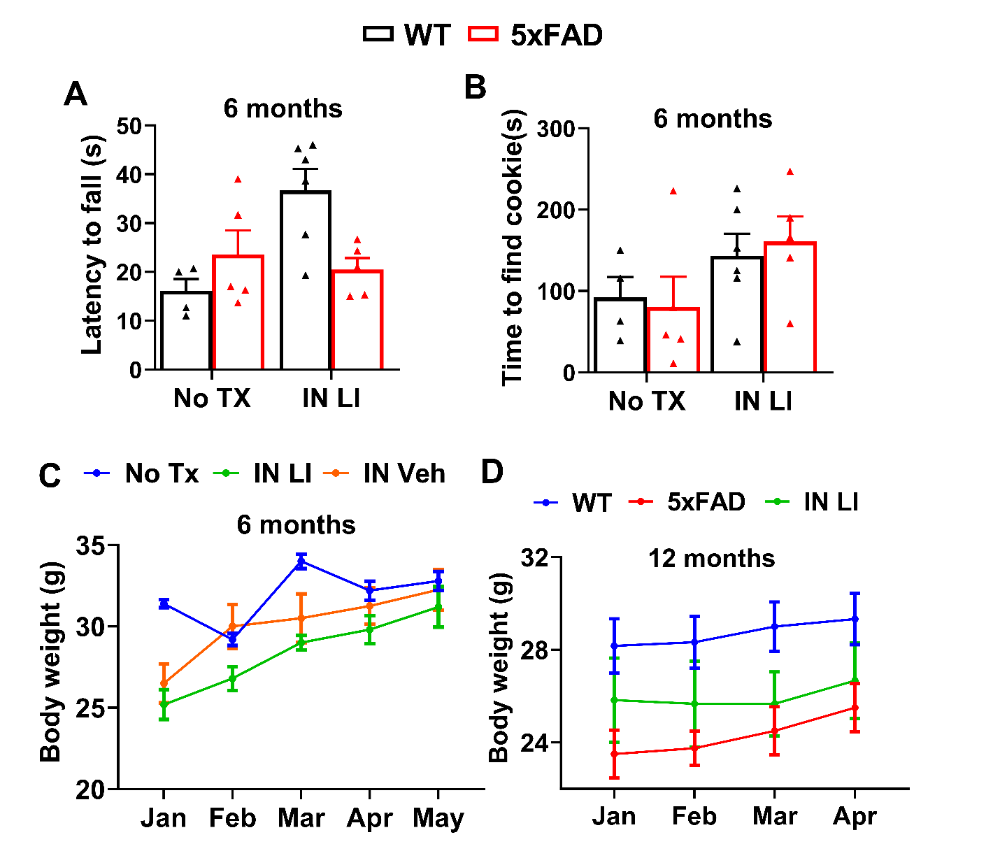 WT 5xFAD
A
6 months
Latency to fall (s)
50
40
30
20
10
0
No TX IN LI
B
6 months
Time to find cookie(s)
300
200
100
0
No TX IN LI
C
No Tx IN LI IN Veh
6 months
Body weight (g)
35
30
25
20
Jan Feb Mar Apr May
D
WT 5xFAD IN LI
12 months
Body weight (g)
32
28
24
Jan Feb Mar Apr